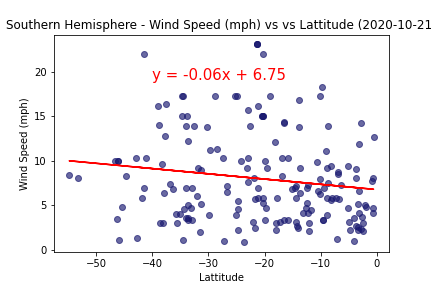 Southern Hemisphere - Wind Speed (mph) vs vs Lattitude (2020-10-21
y = -0.06x + 6.75
Wind Speed (mph)
20
15
10
5
0
−50
−40
−30
−20
−10
0
Lattitude